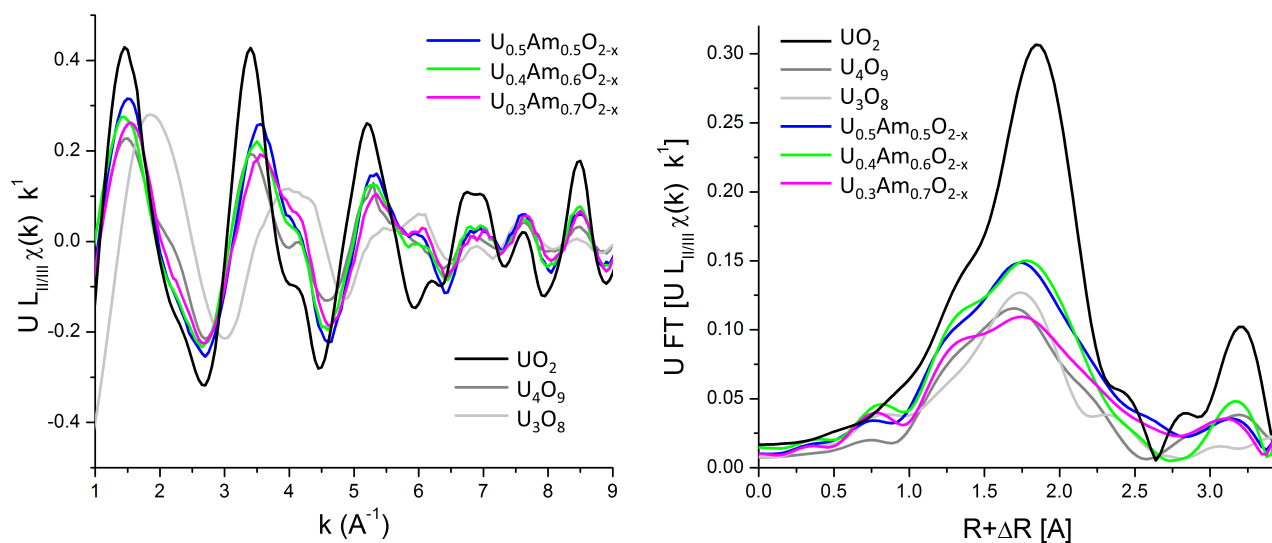 U L_II/III χ(k) k¹
0.4
0.2
0.0
-0.2
-0.4
U₀.₅Am₀.₅O₂₋ₓ
U₀.₄Am₀.₆O₂₋ₓ
U₀.₃Am₀.₇O₂₋ₓ
UO₂
U₄O₉
U₃O₈
1 2 3 4 5 6 7 8 9
k (A⁻¹)
U FT [U L_II/III χ(k) k¹]
0.30
0.25
0.20
0.15
0.10
0.05
0.00
UO₂
U₄O₉
U₃O₈
U₀.₅Am₀.₅O₂₋ₓ
U₀.₄Am₀.₆O₂₋ₓ
U₀.₃Am₀.₇O₂₋ₓ
0.0 0.5 1.0 1.5 2.0 2.5 3.0
R+ΔR [A]